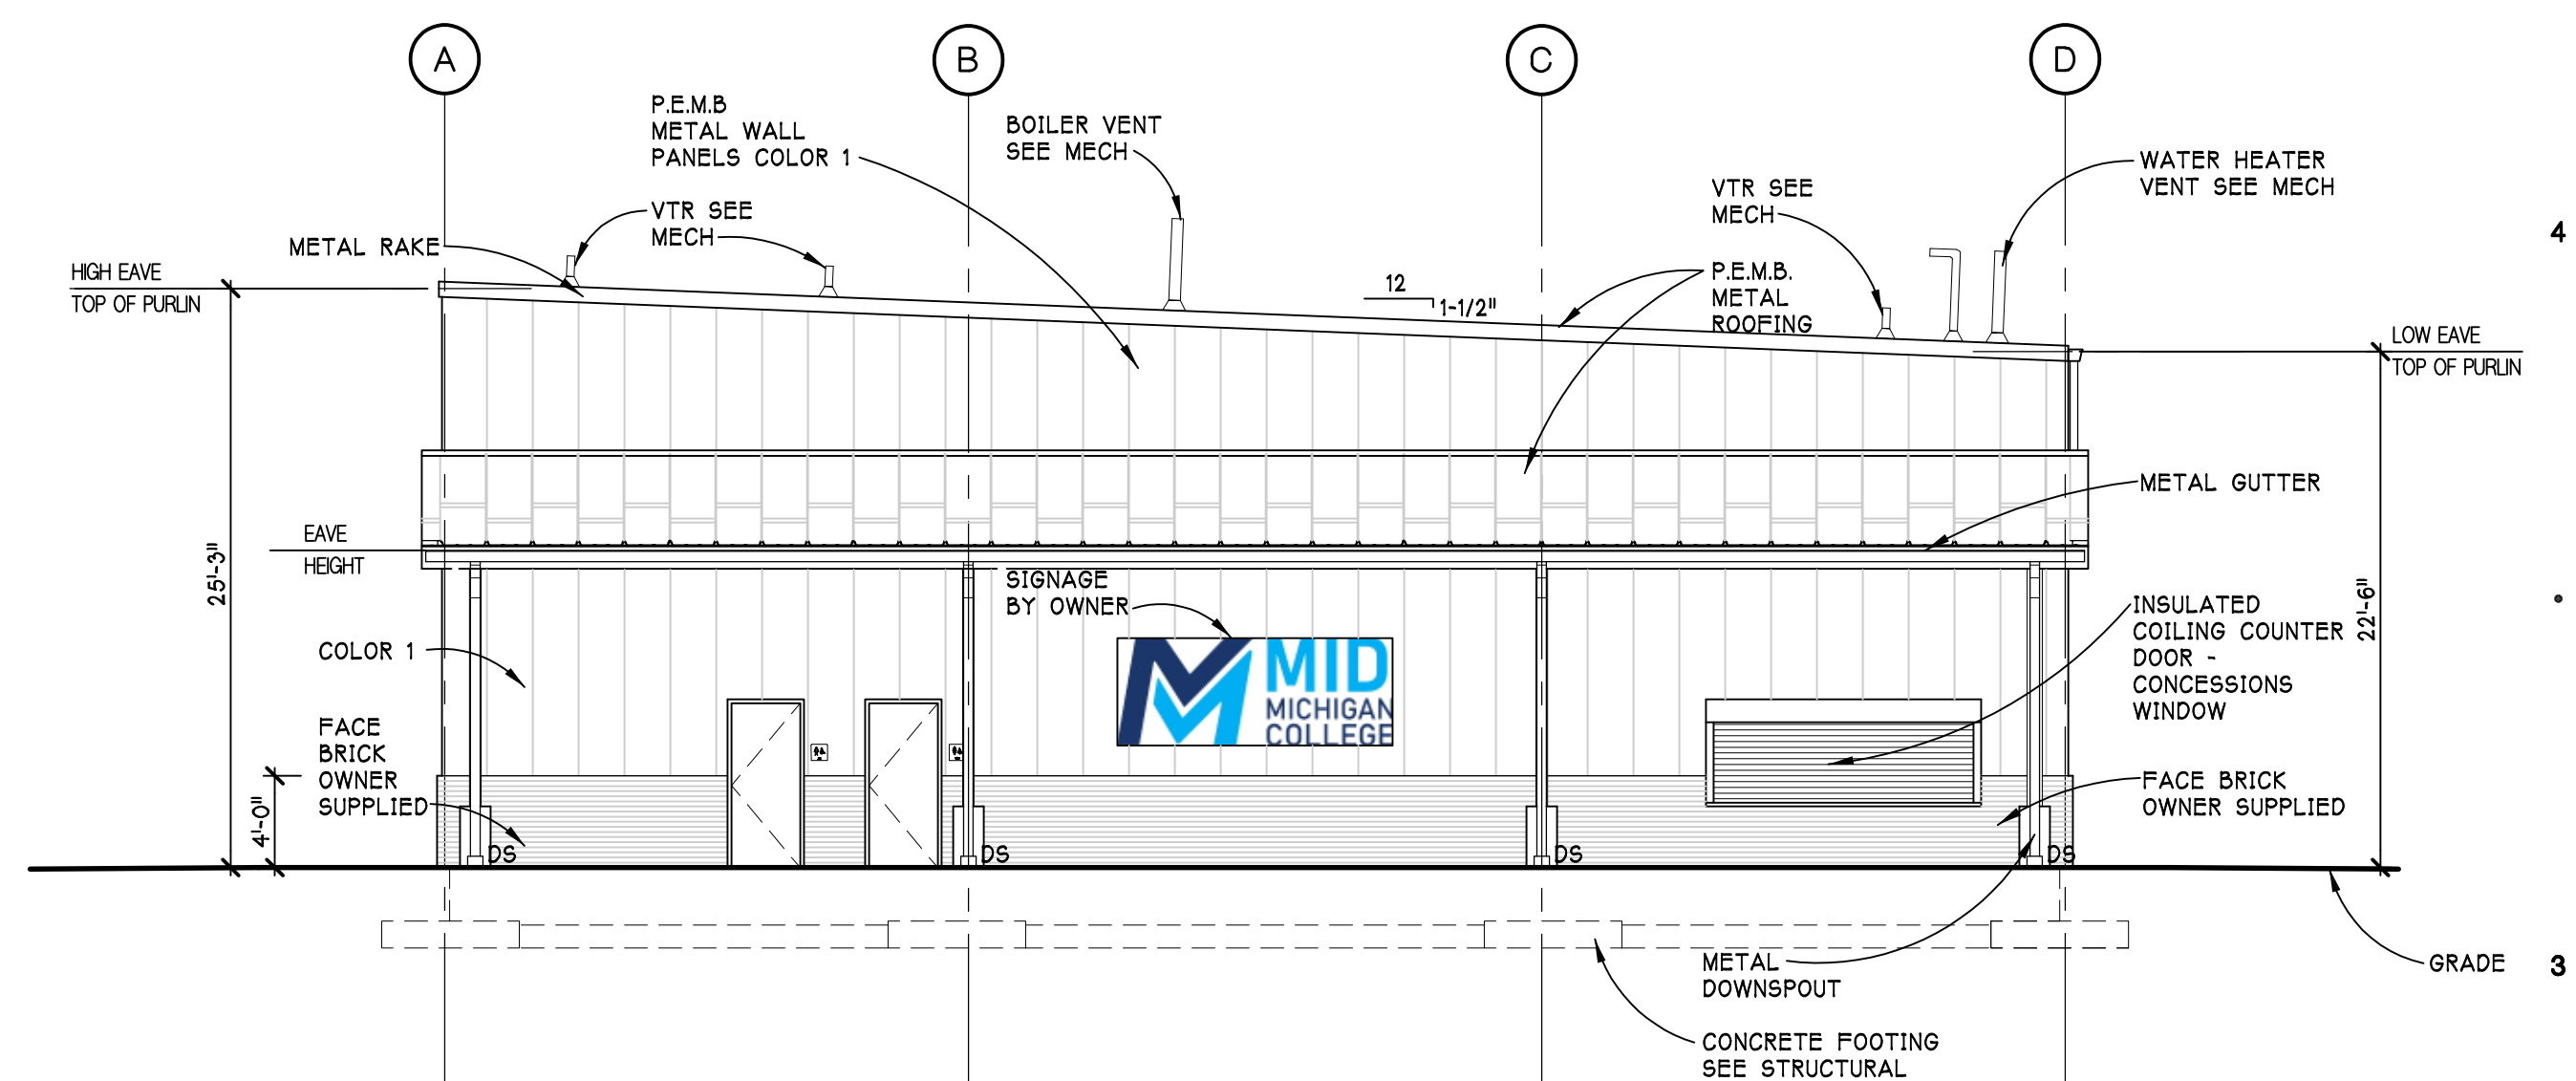 A
B
C
D
P.E.M.B
METAL WALL
PANELS COLOR 1
BOILER VENT
SEE MECH
VTR SEE
MECH
METAL RAKE
VTR SEE
MECH
WATER HEATER
VENT SEE MECH
4
HIGH EAVE
TOP OF PURLIN
12
1-1/2"
P.E.M.B.
METAL
ROOFING
LOW EAVE
TOP OF PURLIN
METAL GUTTER
EAVE
HEIGHT
25'-3"
22'-6"
SIGNAGE
BY OWNER
COLOR 1
MID
MICHIGAN
COLLEGE
INSULATED
COILING COUNTER
DOOR -
CONCESSIONS
WINDOW
FACE
BRICK
OWNER
SUPPLIED
4'-0"
FACE BRICK
OWNER SUPPLIED
DS
DS
DS
DS
METAL
DOWNSPOUT
GRADE
3
CONCRETE FOOTING
SEE STRUCTURAL